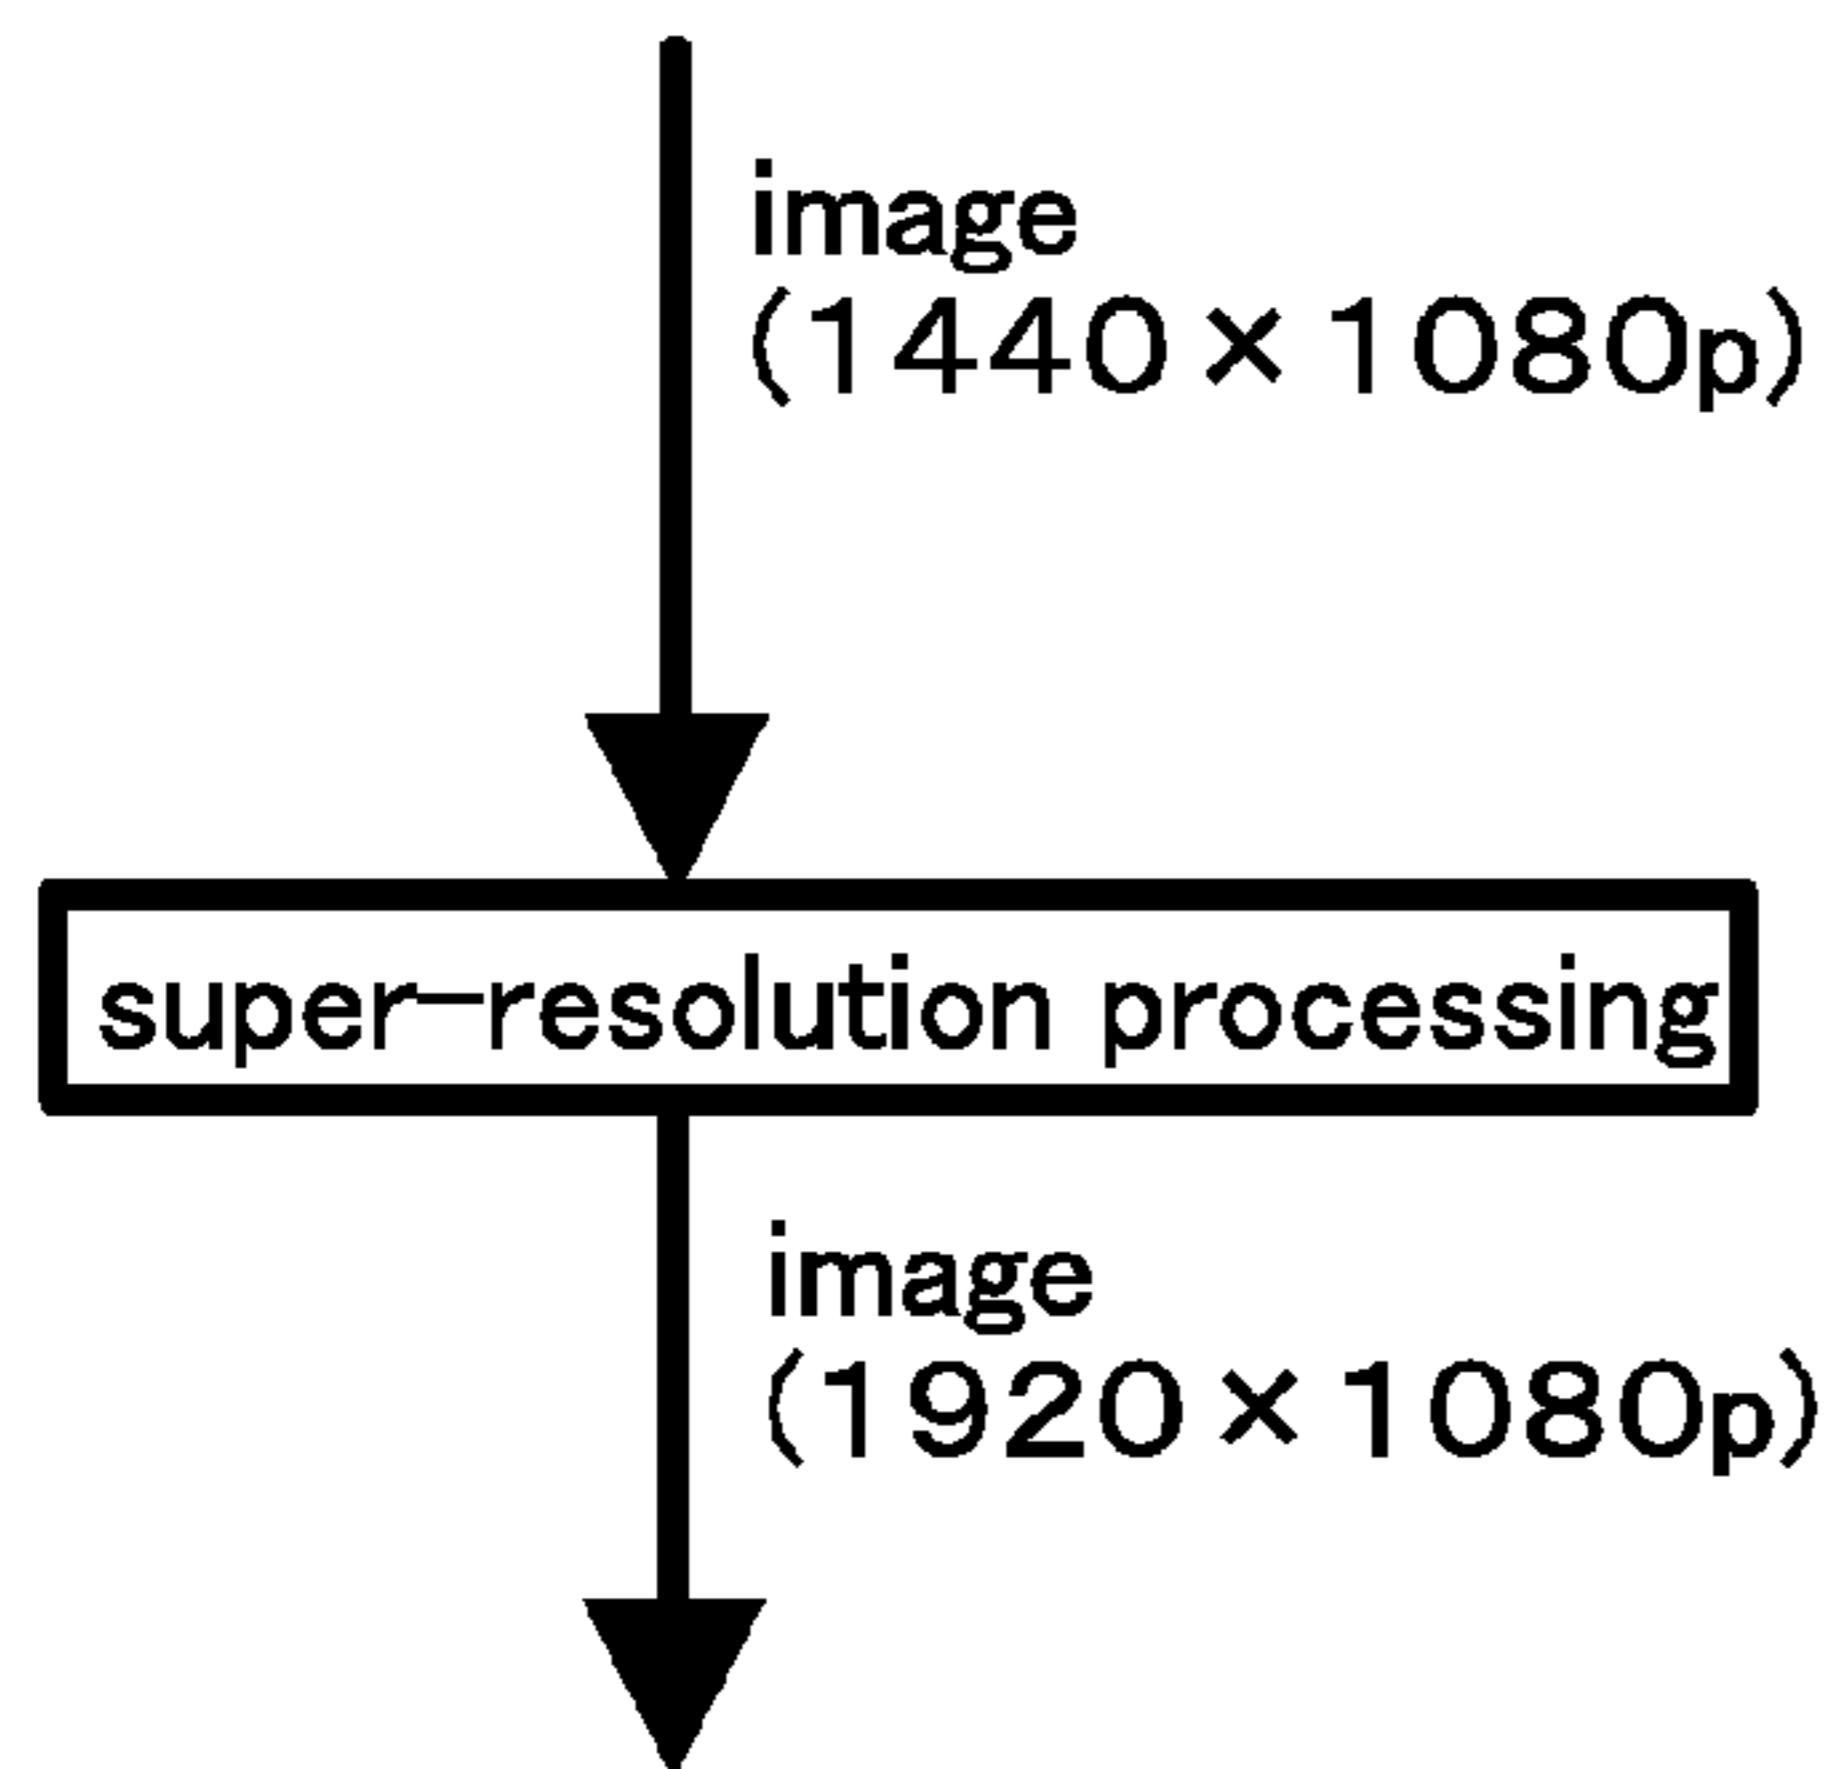 image
(1440×1080p)
super-resolution processing
image
(1920×1080p)